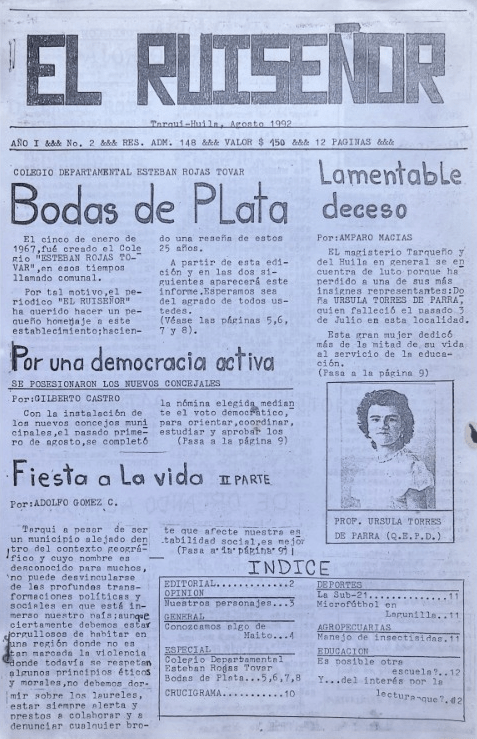 EL RUISEÑOR
Tarqui-Huila, Agosto 1992
AÑO I &&& No. 2 &&& RES. ADM. 148 &&& VALOR $ 150 &&& 12 PAGINAS &&&
COLEGIO DEPARTAMENTAL ESTEBAN ROJAS TOVAR
Bodas de PLata
El cinco de enero de
1967,fué creado el Cole
gio "ESTEBAN ROJAS TO-
VAR",en esos tiempos
llamado comunal.
Por tal motivo,el pe-
riodico "EL RUISEÑOR"
ha querido hacer un pe-
queño homenaje a este
establecimiento;hacien-
do una reseña de estos
25 años.
A partir de esta edi-
ción y en las dos si-
guientes aparecerá este
informe.Esperamos sea
del agrado de todos us-
tedes.
(Véase las páginas 5,6,
7 y 8).
Lamentable
deceso
Por:AMPARO MACIAS
EL magisterio Tarqueño y
del Huila en general se en
cuentra de luto porque ha
perdido a una de sus más
insignes representantes:Do
ña URSULA TORRES DE PARRA,
quien falleció el pasado 3
de Julio en esta localidad.
Esta gran mujer dedicó
más de la mitad de su vida
al servicio de la educa-
ción.
(Pasa a la página 9)
PROF. URSULA TORRES
DE PARRA (Q.E.P.D.)
Por una democracia activa
SE POSESIONARON LOS NUEVOS CONCEJALES
Por:GILBERTO CASTRO
Con la instalación de
los nuevos concejos muni
cipales,el pasado prime-
ro de agosto,se completó
la nómina elegida median
te el voto democrático,
para orientar,coordinar,
estudiar y aprobar los
(Pasa a la página 9)
Fiesta a La vida II PARTE
Por:ADOLFO GOMEZ C.
Tarqui a pesar de ser
un municipio alejado den
tro del contexto geográ-
fico y cuyo nombre es
desconocido para muchos,
no puede desvincularse
de las profundas trans-
formaciones políticas y
sociales en que está in-
merso nuestro país;aunque
ciertamente debemos estar
orgullosos de habitar en
una región donde no es
tan marcada la violencia
donde todavía se respetan
algunos principios éticos
y morales,no debemos dor-
mir sobre los laureles,
estar siempre alerta y
prestos a colaborar y a
denunciar cualquier bro-
te que afecte nuestra es
tabilidad social,es mejor
(Pasa a la página 9)
INDICE
EDITORIAL..............2
OPINION
Nuestros personajes...3
GENERAL
Conozcamos algo de
Haito....4
ESPECIAL
Colegio Departamental
Esteban Rojas Tovar
Bodas de Plata...5,6,7,8
CRUCIGRAMA...........10
DEPORTES
La Sub-21............11
Microfútbol en
Lagunilla..11
AGROPECUARIAS
Manejo de insectisidas.11
EDUCACION
Es posible otra
escuela?..12
Y...del interés por la
lectura que?.12